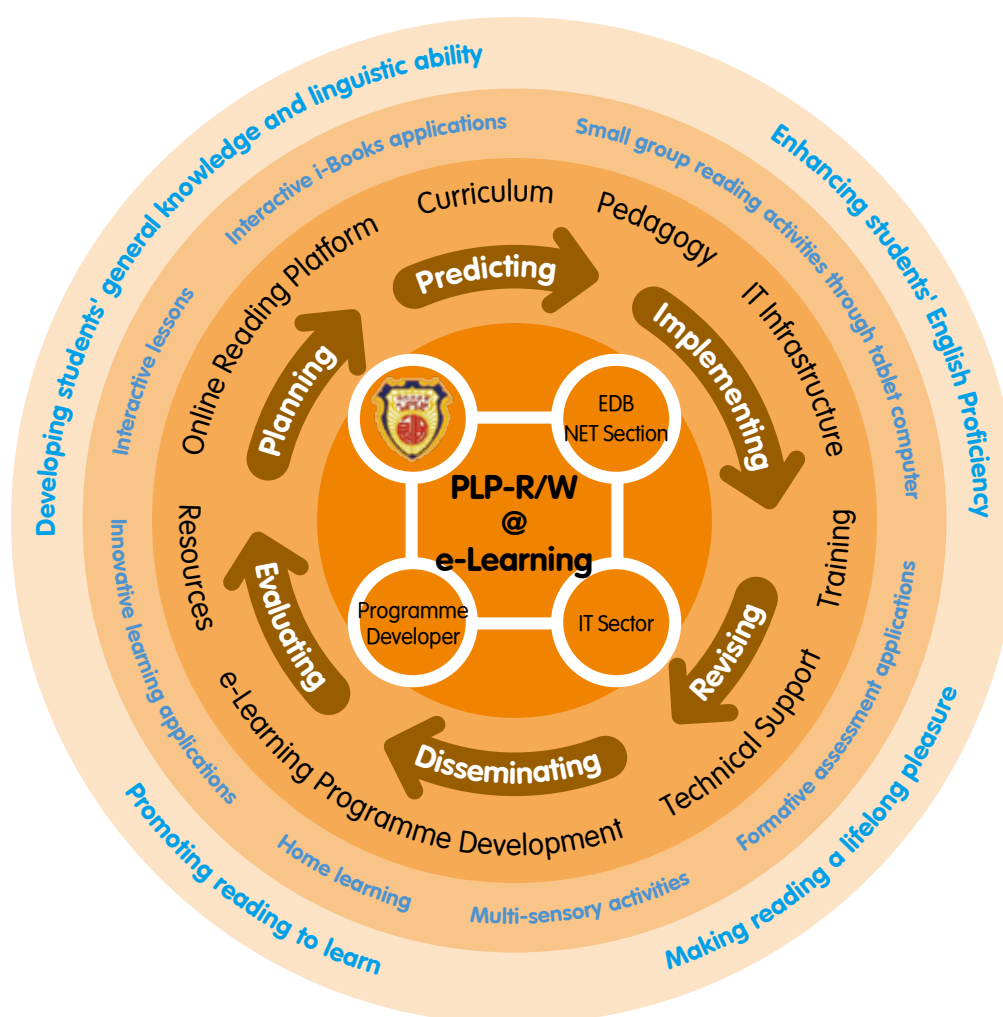 Developing students' general knowledge and linguistic ability
Enhancing students' English Proficiency
Making reading a lifelong pleasure
Promoting reading to learn
Interactive i-Books applications
Small group reading activities through tablet computer
Formative assessment applications
Multi-sensory activities
Home learning
Innovative learning applications
Interactive lessons
Curriculum
Pedagogy
IT Infrastructure
Training
Technical Support
e-Learning Programme Development
Resources
Online Reading Platform
Predicting
Implementing
Revising
Disseminating
Evaluating
Planning
EDB
NET Section
PLP-R/W
@
e-Learning
Programme
Developer
IT Sector